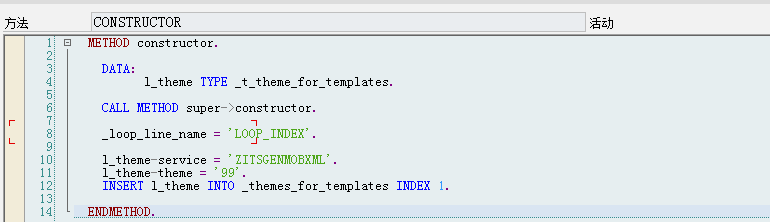 方法 CONSTRUCTOR 活动
1 METHOD constructor.
2
3 DATA:
4 l_theme TYPE _t_theme_for_templates.
5
6 CALL METHOD super->constructor.
7
8 _loop_line_name = 'LOOP_INDEX'.
9
10 l_theme-service = 'ZITSGENMOBXML'.
11 l_theme-theme = '99'.
12 INSERT l_theme INTO _themes_for_templates INDEX 1.
13
14 ENDMETHOD.